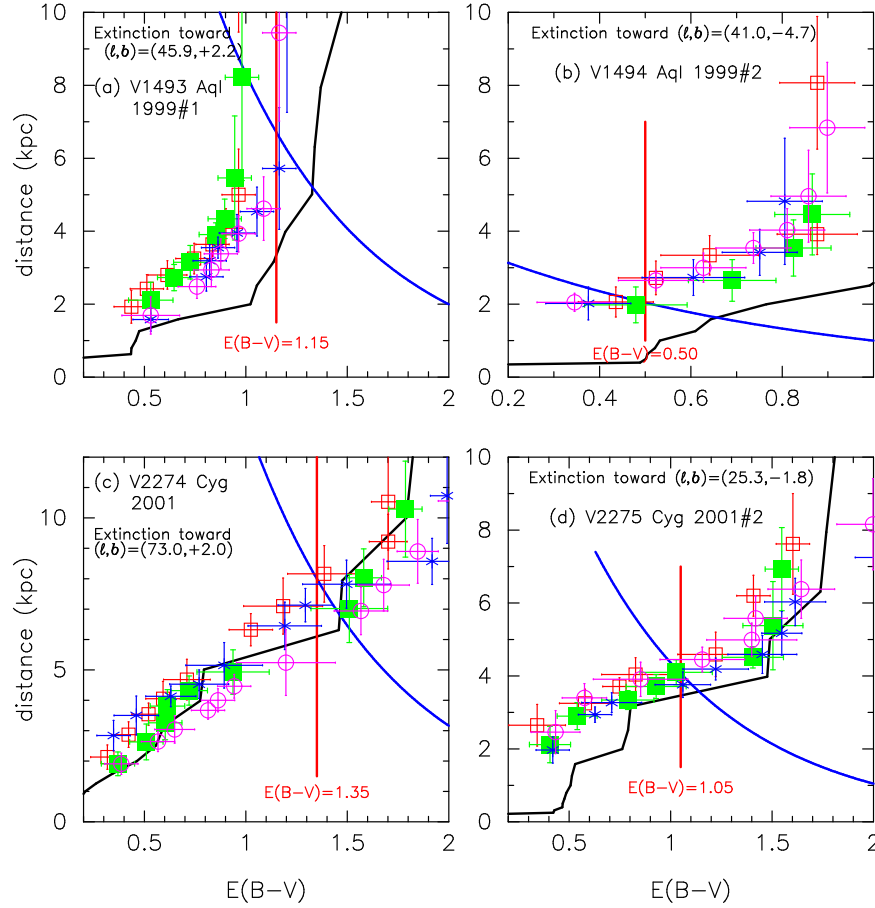 10
8
6
4
2
0
Extinction toward
(l,b)=(45.9,+2.2)
(a) V1493 Aql
1999#1
E(B−V)=1.15
0.5
1
1.5
2
distance (kpc)
10
8
6
4
2
0
Extinction toward (l,b)=(41.0,−4.7)
(b) V1494 Aql 1999#2
E(B−V)=0.50
0.2
0.4
0.6
0.8
1
10
5
0
(c) V2274 Cyg
2001
Extinction toward
(l,b)=(73.0,+2.0)
E(B−V)=1.35
0.5
1
1.5
2
distance (kpc)
E(B−V)
10
8
6
4
2
0
Extinction toward (l,b)=(25.3,−1.8)
(d) V2275 Cyg 2001#2
E(B−V)=1.05
0.5
1
1.5
2
E(B−V)